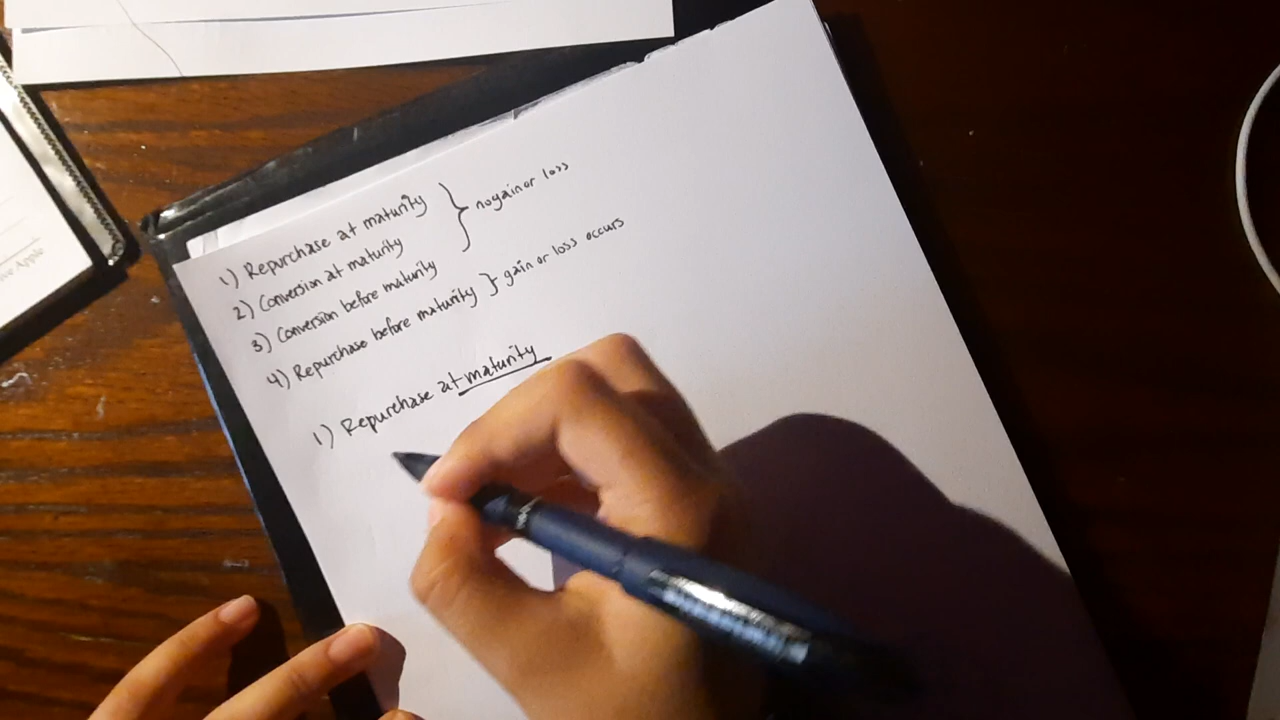 1) Repurchase at maturity } no gain or loss
2) Conversion at maturity
3) Conversion before maturity
4) Repurchase before maturity } gain or loss occurs
1) Repurchase at maturity
Apple